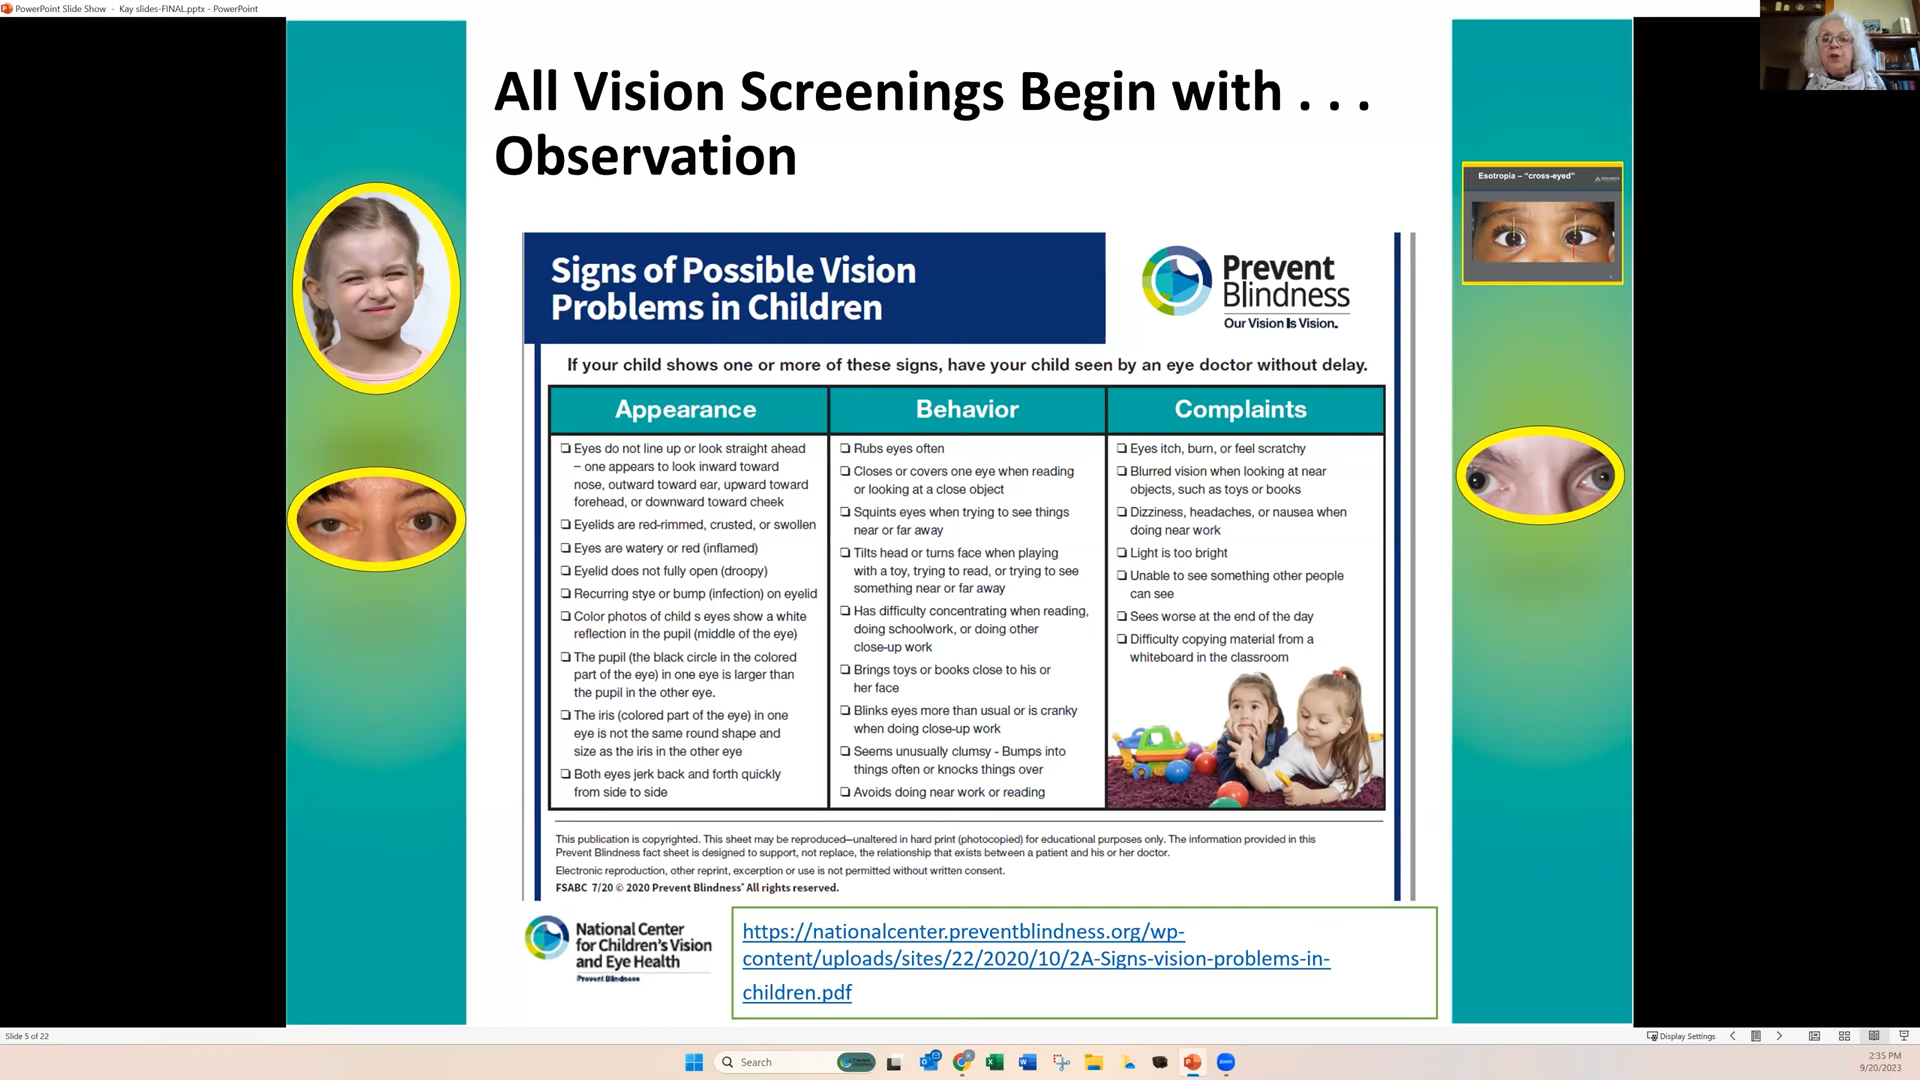 PowerPoint Slide Show - Kay slides-FINAL.pptx - PowerPoint
All Vision Screenings Begin with . . .
Observation
Esotropia – “cross-eyed”
Signs of Possible Vision
Problems in Children
Prevent
Blindness
Our Vision Is Vision.
If your child shows one or more of these signs, have your child seen by an eye doctor without delay.
Appearance
❑ Eyes do not line up or look straight ahead
– one appears to look inward toward
nose, outward toward ear, upward toward
forehead, or downward toward cheek
❑ Eyelids are red-rimmed, crusted, or swollen
❑ Eyes are watery or red (inflamed)
❑ Eyelid does not fully open (droopy)
❑ Recurring stye or bump (infection) on eyelid
❑ Color photos of child s eyes show a white
reflection in the pupil (middle of the eye)
❑ The pupil (the black circle in the colored
part of the eye) in one eye is larger than
the pupil in the other eye.
❑ The iris (colored part of the eye) in one
eye is not the same round shape and
size as the iris in the other eye
❑ Both eyes jerk back and forth quickly
from side to side
Behavior
❑ Rubs eyes often
❑ Closes or covers one eye when reading
or looking at a close object
❑ Squints eyes when trying to see things
near or far away
❑ Tilts head or turns face when playing
with a toy, trying to read, or trying to see
something near or far away
❑ Has difficulty concentrating when reading,
doing schoolwork, or doing other
close-up work
❑ Brings toys or books close to his or
her face
❑ Blinks eyes more than usual or is cranky
when doing close-up work
❑ Seems unusually clumsy - Bumps into
things often or knocks things over
❑ Avoids doing near work or reading
Complaints
❑ Eyes itch, burn, or feel scratchy
❑ Blurred vision when looking at near
objects, such as toys or books
❑ Dizziness, headaches, or nausea when
doing near work
❑ Light is too bright
❑ Unable to see something other people
can see
❑ Sees worse at the end of the day
❑ Difficulty copying material from a
whiteboard in the classroom
This publication is copyrighted. This sheet may be reproduced—unaltered in hard print (photocopied) for educational purposes only. The information provided in this
Prevent Blindness fact sheet is designed to support, not replace, the relationship that exists between a patient and his or her doctor.
Electronic reproduction, other reprint, excerption or use is not permitted without written consent.
FSABC 7/20 © 2020 Prevent Blindness® All rights reserved.
National Center
for Children's Vision
and Eye Health
Prevent Blindness
https://nationalcenter.preventblindness.org/wp-
content/uploads/sites/22/2020/10/2A-Signs-vision-problems-in-
children.pdf
Slide 5 of 22
Display Settings
Search
2:35 PM
9/20/2023